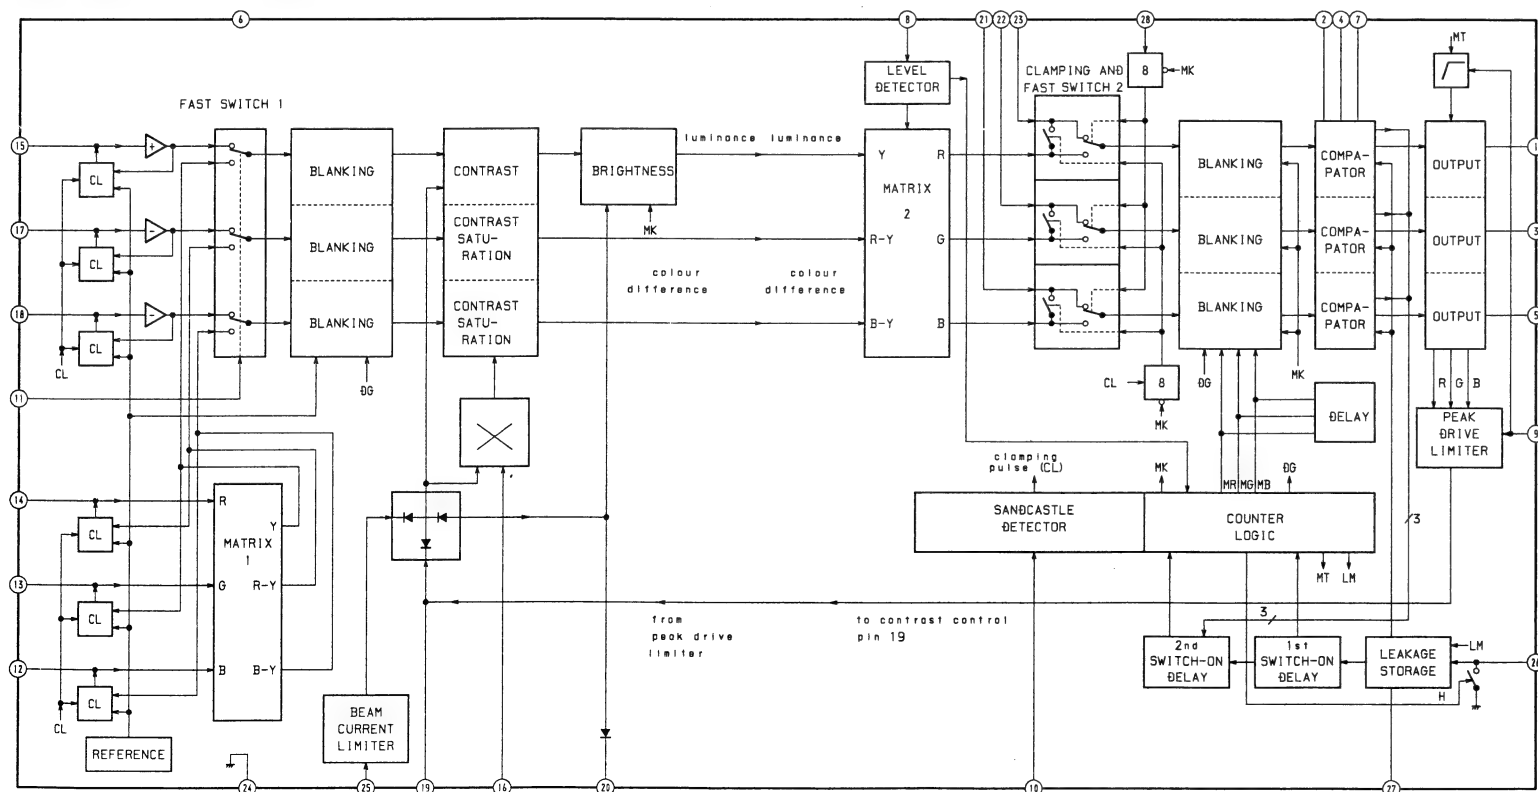 6
8
21 22 23
28
2 4 7
MT
FAST SWITCH 1
LEVEL
ĐETECTOR
CLAMPING AND
FAST SWITCH 2
8
MK
15
+
CL
BLANKING
CONTRAST
BRIGHTNESS
luminance luminance
Y
R
MATRIX
2
BLANKING
COMPA-
PATOR
OUTPUT
1
17
−
CL
BLANKING
CONTRAST
SATU-
RATION
MK
R-Y
G
BLANKING
COMPA-
PATOR
OUTPUT
3
colour
difference
colour
difference
18
−
CL
BLANKING
CONTRAST
SATU-
RATION
B-Y
B
BLANKING
COMPA-
PATOR
OUTPUT
5
CL
11
ĐG
CL
8
MK
ĐG
MK
R G B
ĐELAY
PEAK
ĐRIVE
LIMITER
9
clamping
pulse (CL)
MK
MR MG MB
ĐG
14
CL
R
Y
MATRIX
1
SANĐCASTLE
ĐETECTOR
COUNTER
LOGIC
3
MT LM
13
CL
G
R-Y
from
peak drive
limiter
to contrast control
pin 19
3
12
CL
B
B-Y
CL
REFERENCE
BEAM
CURRENT
LIMITER
2nd
SWITCH-ON
ĐELAY
1st
SWITCH-ON
ĐELAY
LEAKAGE
STORAGE
LM
26
H
24
25
19
16
20
10
27